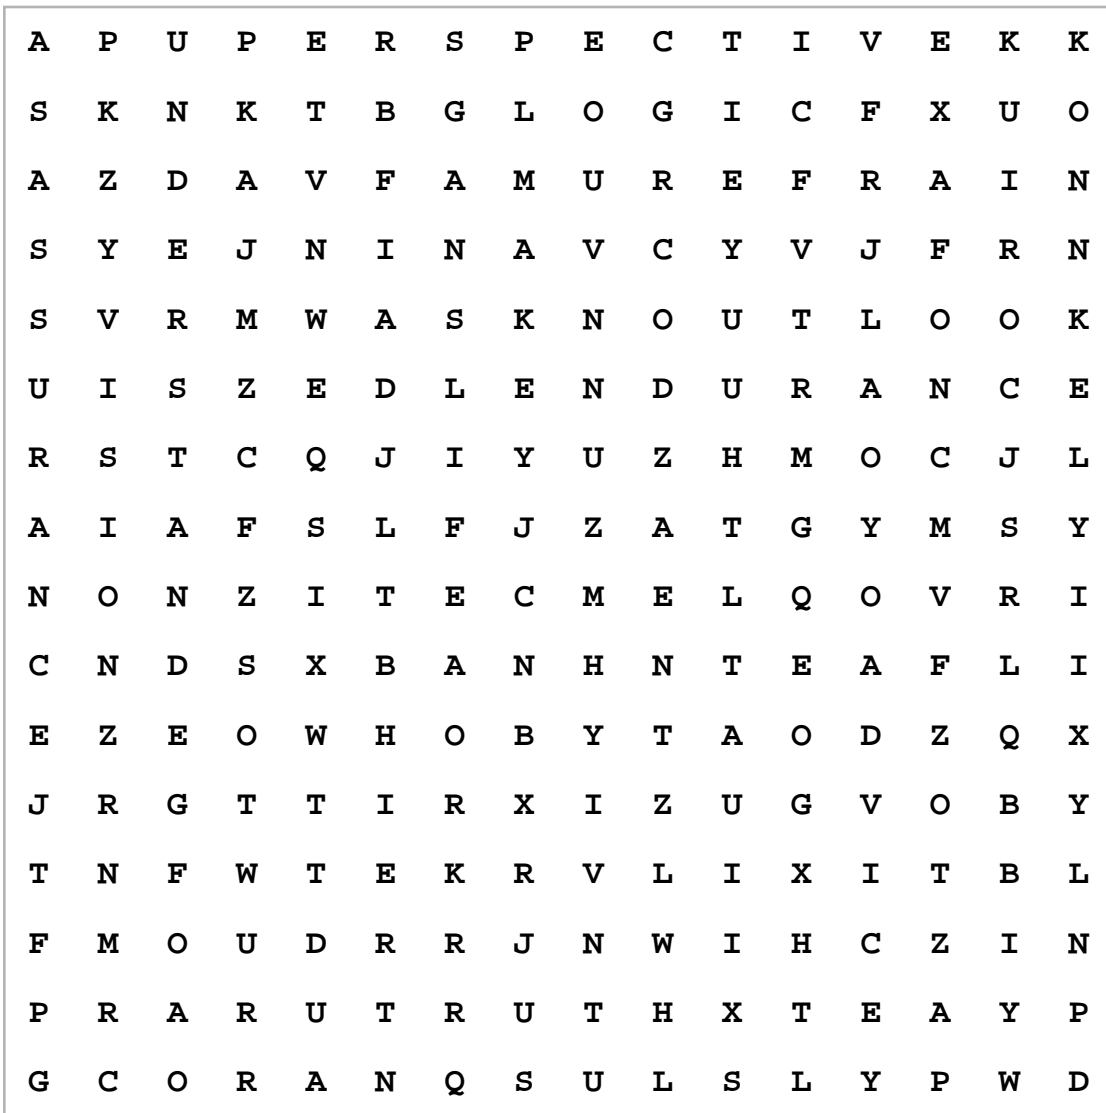 A P U P E R S P E C T I V E K K
S K N K T B G L O G I C F X U O
A Z D A V F A M U R E F R A I N
S Y E J N I N A V C Y V J F R N
S V R M W A S K N O U T L O O K
U I S Z E D L E N D U R A N C E
R S T C Q J I Y U Z H M O C J L
A I A F S L F J Z A T G Y M S Y
N O N Z I T E C M E L Q O V R I
C N D S X B A N H N T E A F L I
E Z E O W H O B Y T A O D Z Q X
J R G T T I R X I Z U G V O B Y
T N F W T E K R V L I X I T B L
F M O U D R R J N W I H C Z I N
P R A R U T R U T H X T E A Y P
G C O R A N Q S U L S L Y P W D